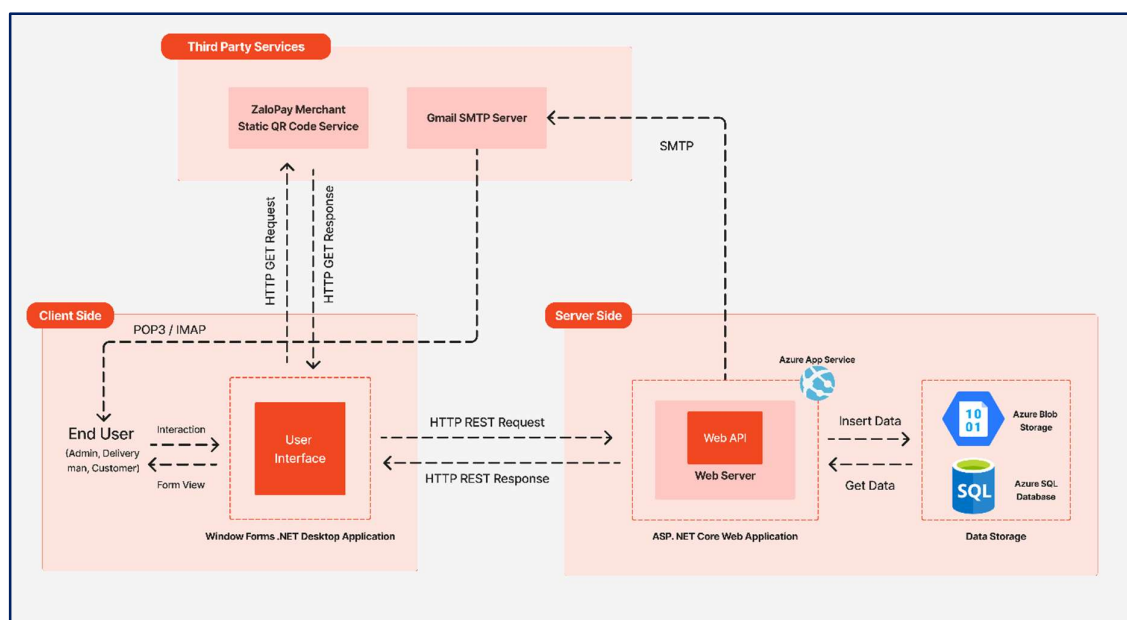 Third Party Services
ZaloPay Merchant
Static QR Code Service
Gmail SMTP Server
SMTP
HTTP GET Request
HTTP GET Response
Client Side
POP3 / IMAP
End User
(Admin, Delivery
man, Customer)
Interaction
Form View
User
Interface
Window Forms .NET Desktop Application
HTTP REST Request
HTTP REST Response
Server Side
Azure App Service
Web API
Web Server
ASP. NET Core Web Application
Insert Data
Get Data
10
01
Azure Blob
Storage
SQL
Azure SQL
Database
Data Storage